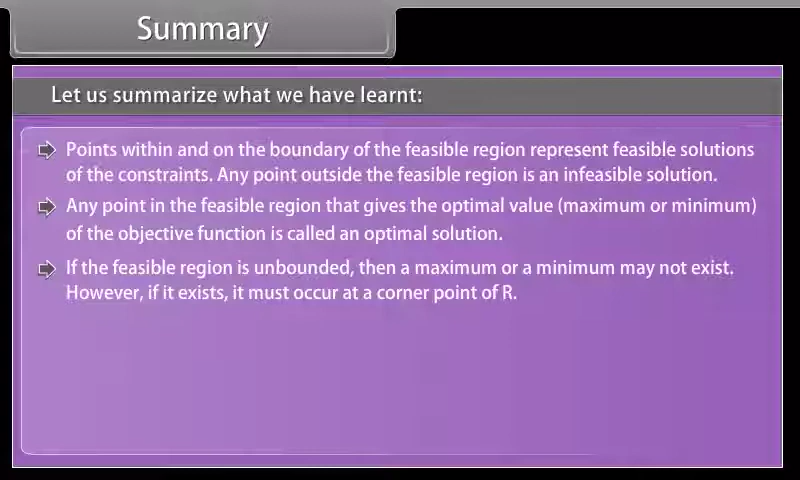 Summary
Let us summarize what we have learnt:
Points within and on the boundary of the feasible region represent feasible solutions
of the constraints. Any point outside the feasible region is an infeasible solution.
Any point in the feasible region that gives the optimal value (maximum or minimum)
of the objective function is called an optimal solution.
If the feasible region is unbounded, then a maximum or a minimum may not exist.
However, if it exists, it must occur at a corner point of R.